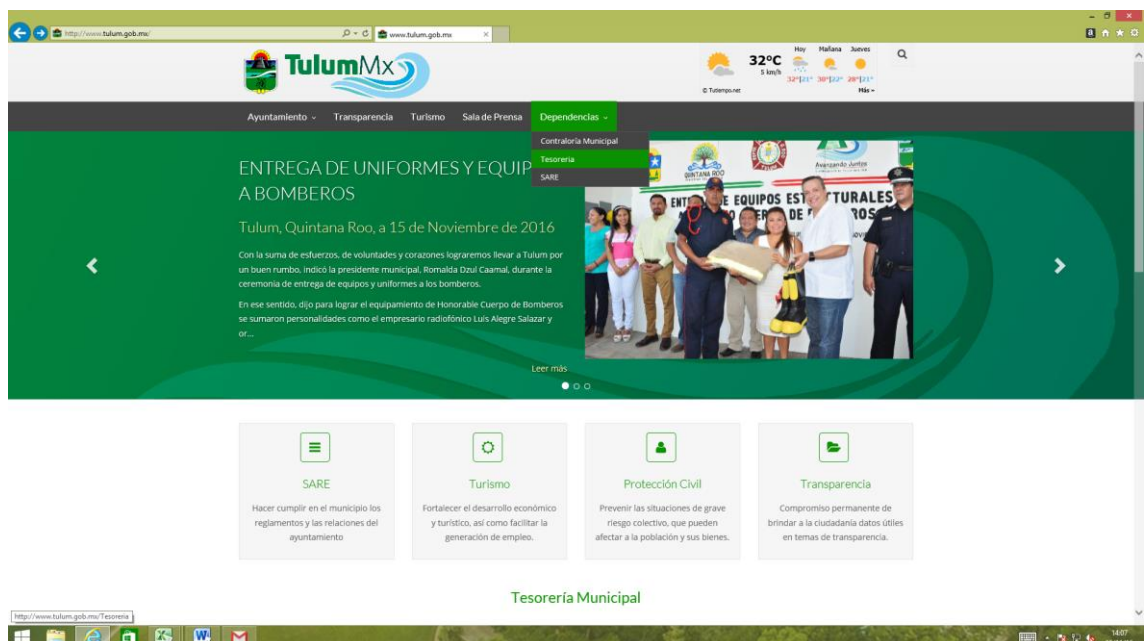 http://www.tulum.gob.mx/
www.tulum.gob.mx
TulumMx
32°C
5 km/h
Hoy
Mañana
Jueves
32°|21°
30°|22°
28°|21°
© Tutiempo.net
Más
Ayuntamiento
Transparencia
Turismo
Sala de Prensa
Dependencias
Contraloría Municipal
Tesoreria
SARE
ENTREGA DE UNIFORMES Y EQUIP
A BOMBEROS
Tulum, Quintana Roo, a 15 de Noviembre de 2016
Con la suma de esfuerzos, de voluntades y corazones lograremos llevar a Tulum por
un buen rumbo, indicó la presidente municipal, Romalda Dzul Caamal, durante la
ceremonia de entrega de equipos y uniformes a los bomberos.
En ese sentido, dijo para lograr el equipamiento de Honorable Cuerpo de Bomberos
se sumaron personalidades como el empresario radiofónico Luis Alegre Salazar y
or...
Leer más
QUINTANA ROO
Avanzando Juntos
EQUIPOS EST
TURALES
SARE
Hacer cumplir en el municipio los
reglamentos y las relaciones del
ayuntamiento
Turismo
Fortalecer el desarrollo económico
y turístico, así como facilitar la
generación de empleo.
Protección Civil
Prevenir las situaciones de grave
riesgo colectivo, que pueden
afectar a la población y sus bienes.
Transparencia
Compromiso permanente de
brindar a la ciudadanía datos útiles
en temas de transparencia.
Tesorería Municipal
http://www.tulum.gob.mx/Tesoreria
14:07